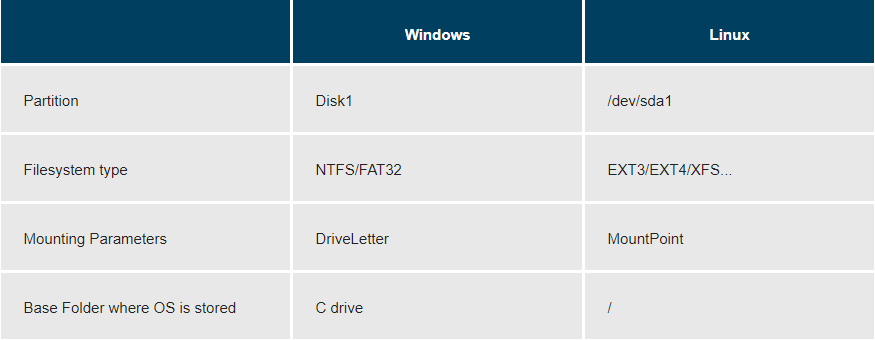 Windows Linux
Partition Disk1 /dev/sda1
Filesystem type NTFS/FAT32 EXT3/EXT4/XFS...
Mounting Parameters DriveLetter MountPoint
Base Folder where OS is stored C drive /